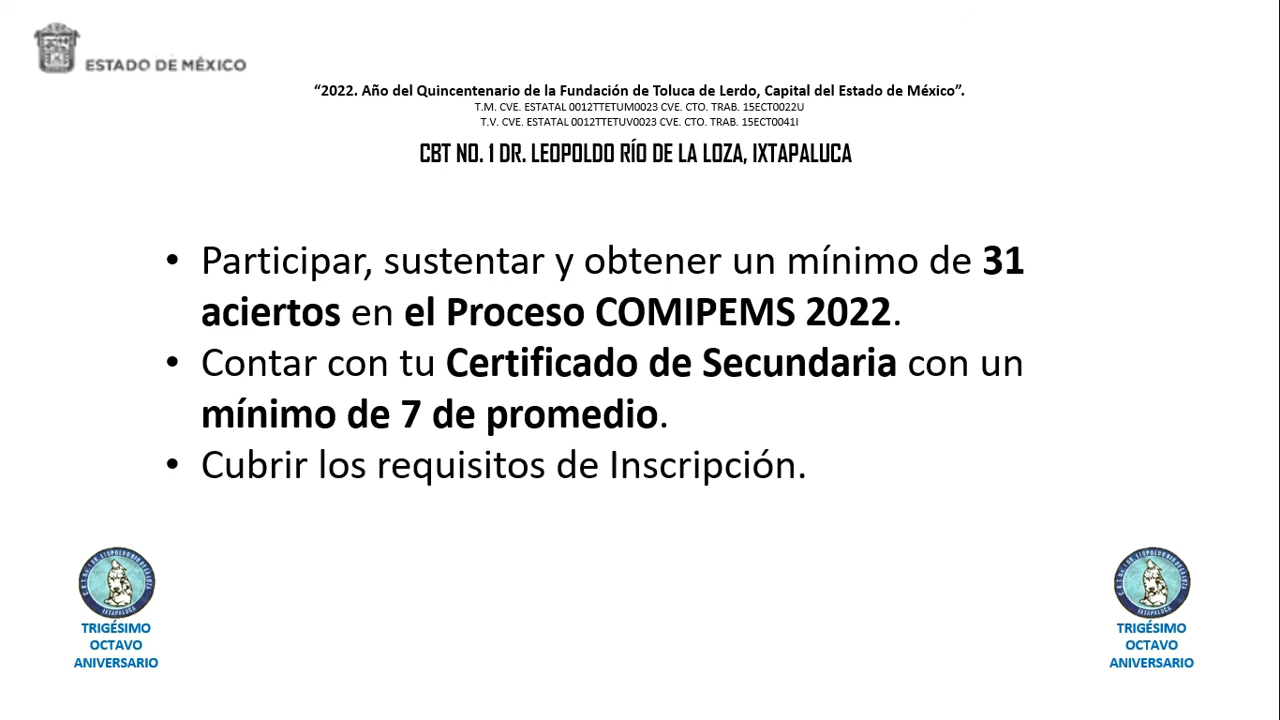 ESTADO DE MÉXICO
“2022. Año del Quincentenario de la Fundación de Toluca de Lerdo, Capital del Estado de México”.
T.M. CVE. ESTATAL 0012TTETUM0023 CVE. CTO. TRAB. 15ECT0022U
T.V. CVE. ESTATAL 0012TTETUV0023 CVE. CTO. TRAB. 15ECT0041I
CBT NO. 1 DR. LEOPOLDO RÍO DE LA LOZA, IXTAPALUCA
• Participar, sustentar y obtener un mínimo de 31
aciertos en el Proceso COMIPEMS 2022.
• Contar con tu Certificado de Secundaria con un
mínimo de 7 de promedio.
• Cubrir los requisitos de Inscripción.
IXTAPALUCA
TRIGÉSIMO
OCTAVO
ANIVERSARIO
IXTAPALUCA
TRIGÉSIMO
OCTAVO
ANIVERSARIO